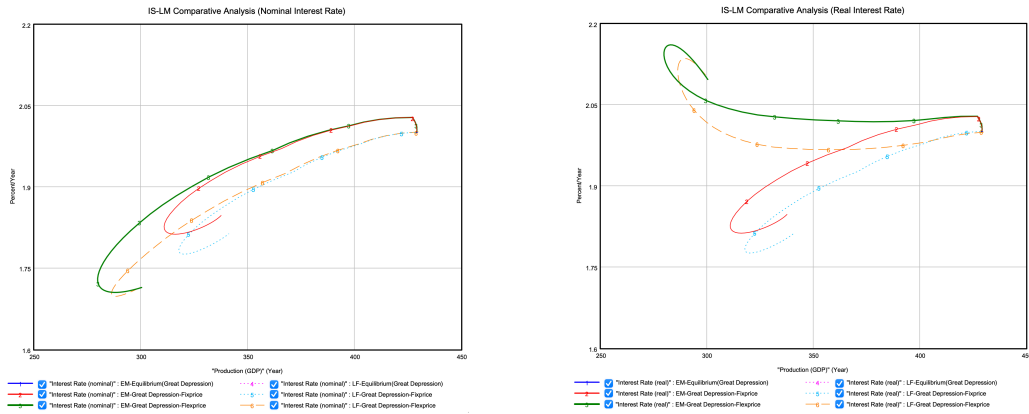 IS-LM Comparative Analysis (Nominal Interest Rate)
2.2
2.05
1.9
1.75
1.6
Percent/Year
250 300 350 400 450
"Production (GDP)" (Year)
"Interest Rate (nominal)" : EM-Equilibrium(Great Depression)
"Interest Rate (nominal)" : EM-Great Depression-Fixprice
"Interest Rate (nominal)" : EM-Great Depression-Flexprice
"Interest Rate (nominal)" : LF-Equilibrium(Great Depression)
"Interest Rate (nominal)" : LF-Great Depression-Fixprice
"Interest Rate (nominal)" : LF-Great Depression-Flexprice
IS-LM Comparative Analysis (Real Interest Rate)
2.2
2.05
1.9
1.75
1.6
Percent/Year
250 300 350 400 450
"Production (GDP)" (Year)
"Interest Rate (real)" : EM-Equilibrium(Great Depression)
"Interest Rate (real)" : EM-Great Depression-Fixprice
"Interest Rate (real)" : EM-Great Depression-Flexprice
"Interest Rate (real)" : LF-Equilibrium(Great Depression)
"Interest Rate (real)" : LF-Great Depression-Fixprice
"Interest Rate (real)" : LF-Great Depression-Flexprice